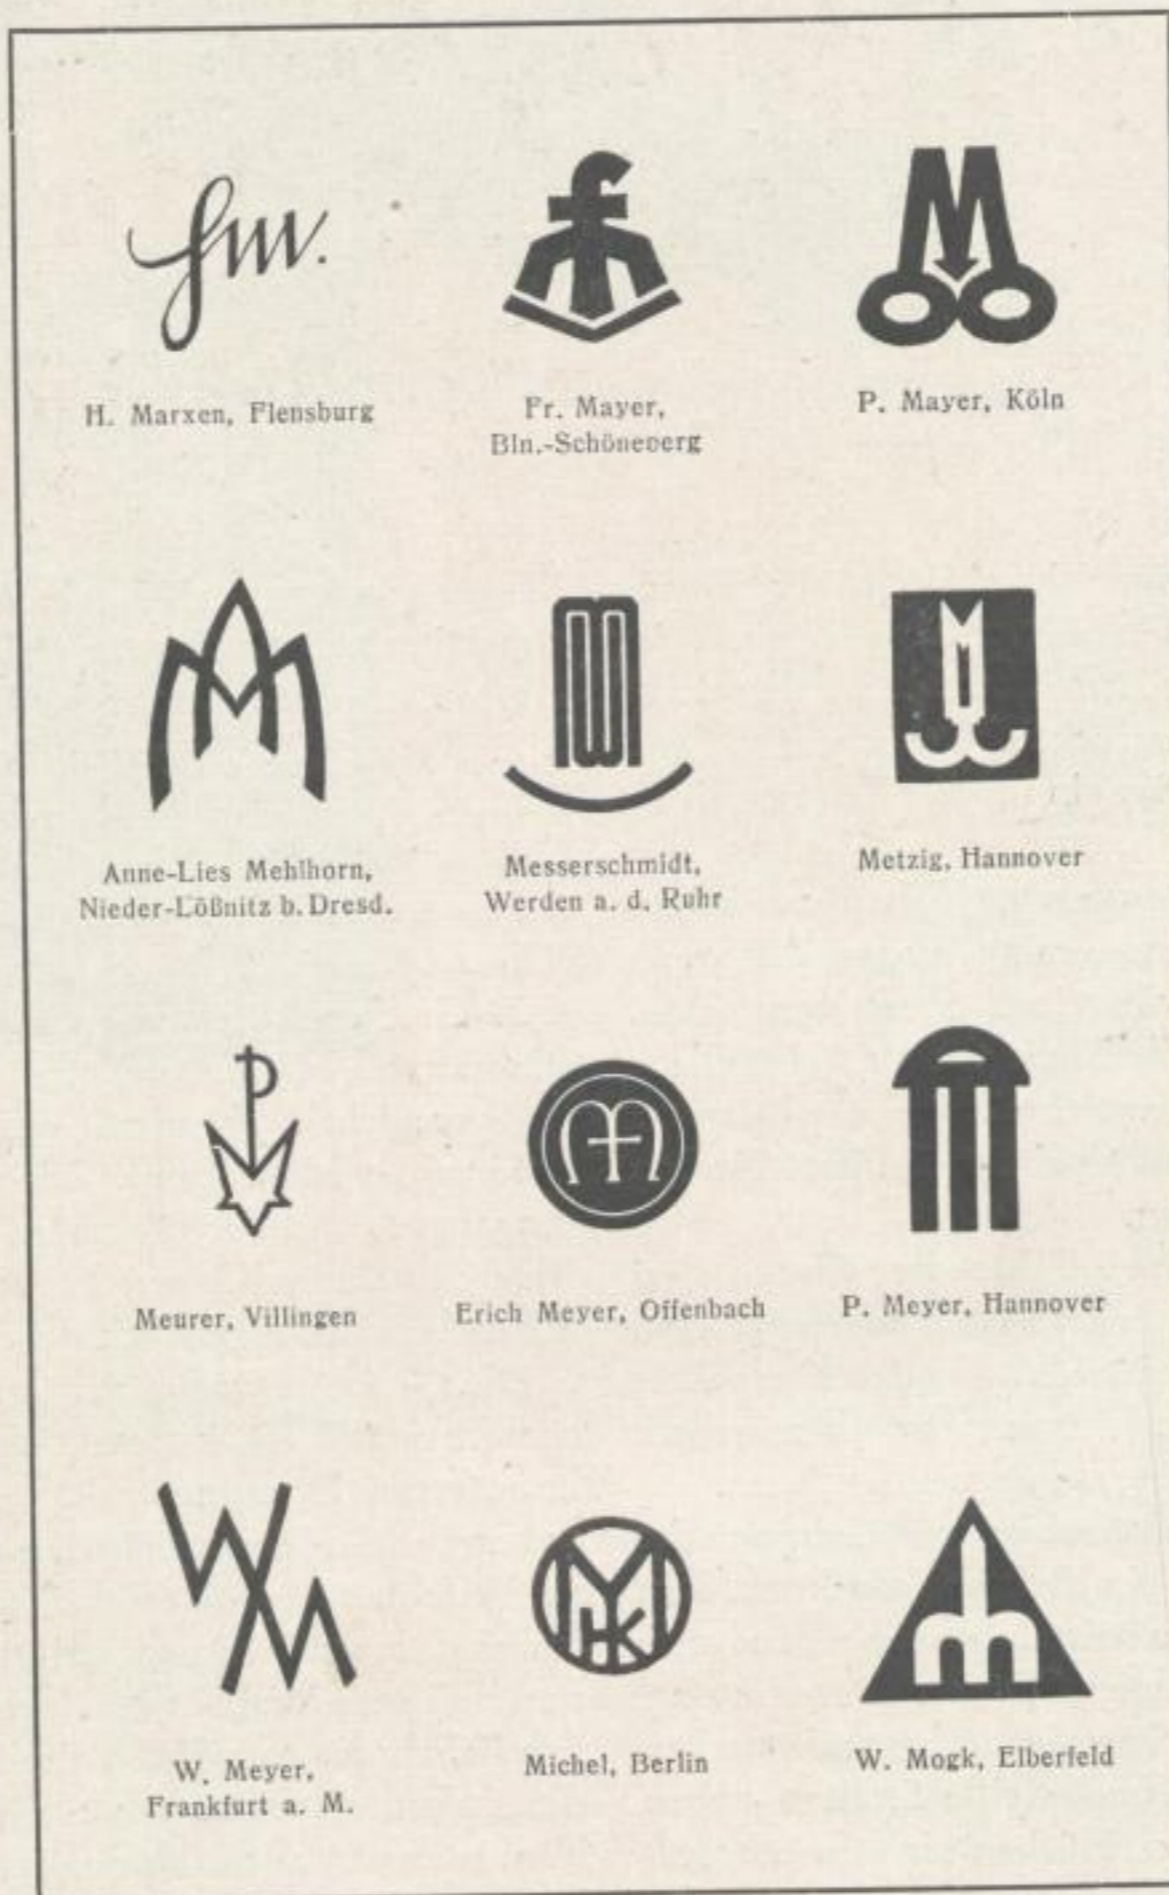 H. Marxen, Flensburg
Fr. Mayer,
Bln.-Schöneberg
P. Mayer, Köln
Anne-Lies Mehlhorn,
Nieder-Lößnitz b. Dresd.
Messerschmidt,
Werden a. d. Ruhr
Metzig, Hannover
Meurer, Villingen
Erich Meyer, Offenbach
P. Meyer, Hannover
WM
W. Meyer,
Frankfurt a. M.
Michel, Berlin
W. Mogk, Elberfeld